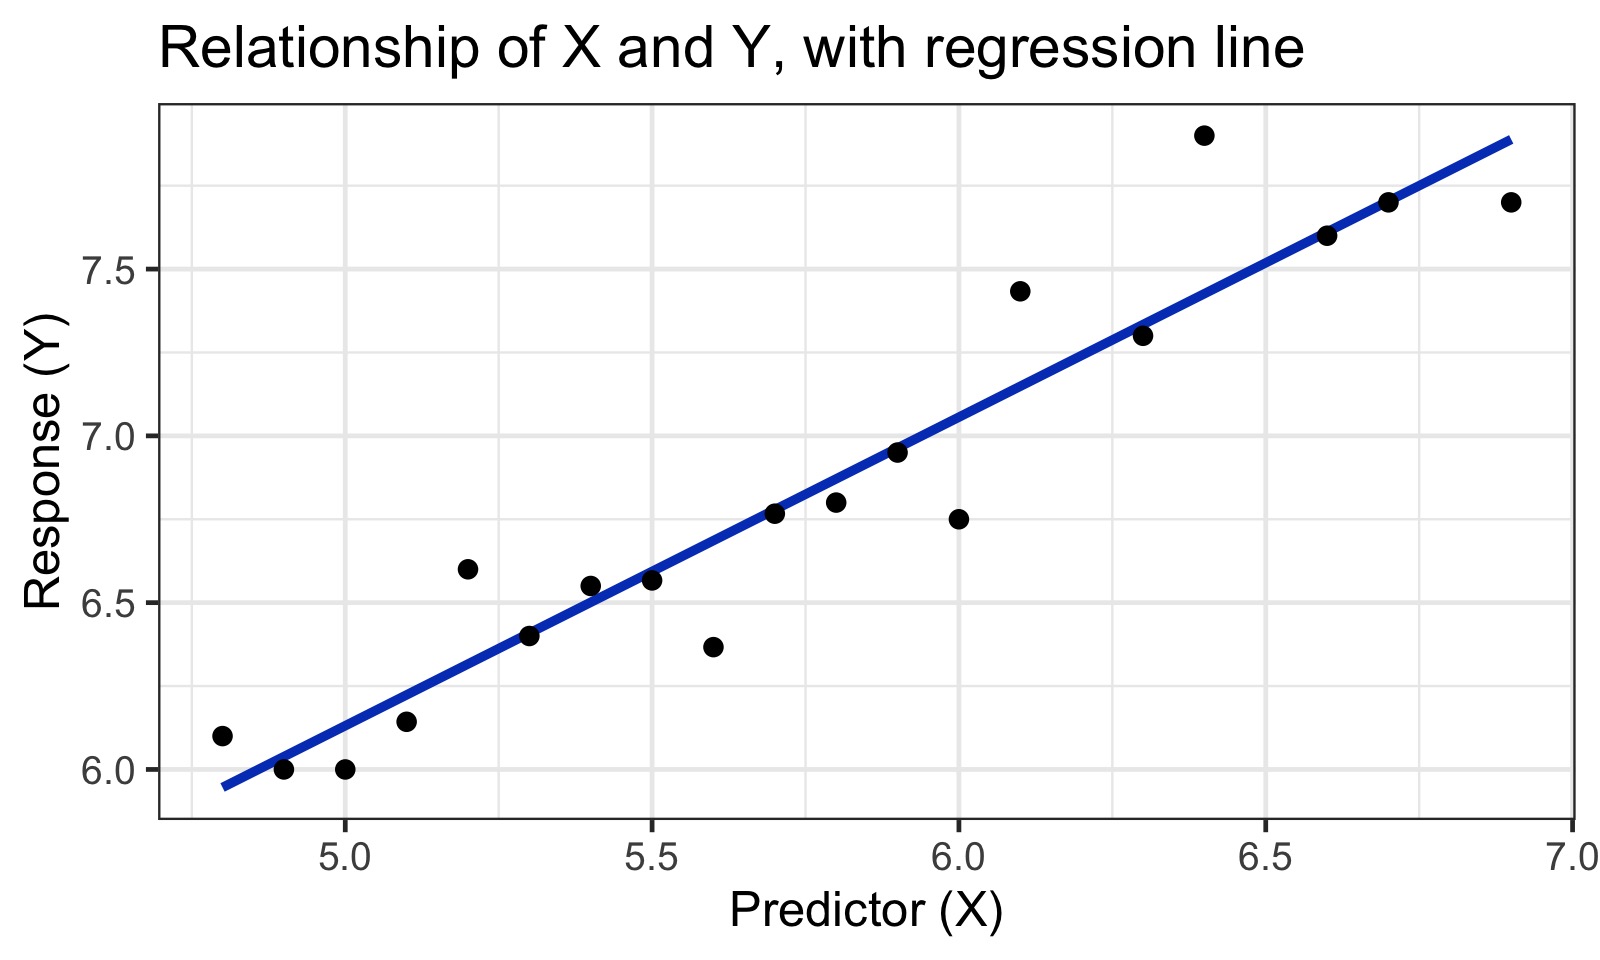 Relationship of X and Y, with regression line
Response (Y)
7.5
7.0
6.5
6.0
5.0 5.5 6.0 6.5 7.0
Predictor (X)